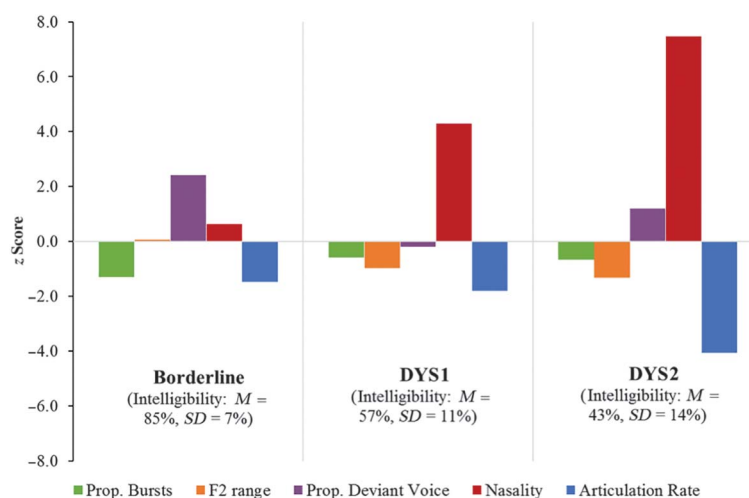 8.0
6.0
4.0
2.0
0.0
−2.0
−4.0
−6.0
−8.0
z Score
Borderline
(Intelligibility: M =
85%, SD = 7%)
DYS1
(Intelligibility: M =
57%, SD = 11%)
DYS2
(Intelligibility: M =
43%, SD = 14%)
Prop. Bursts F2 range Prop. Deviant Voice Nasality Articulation Rate